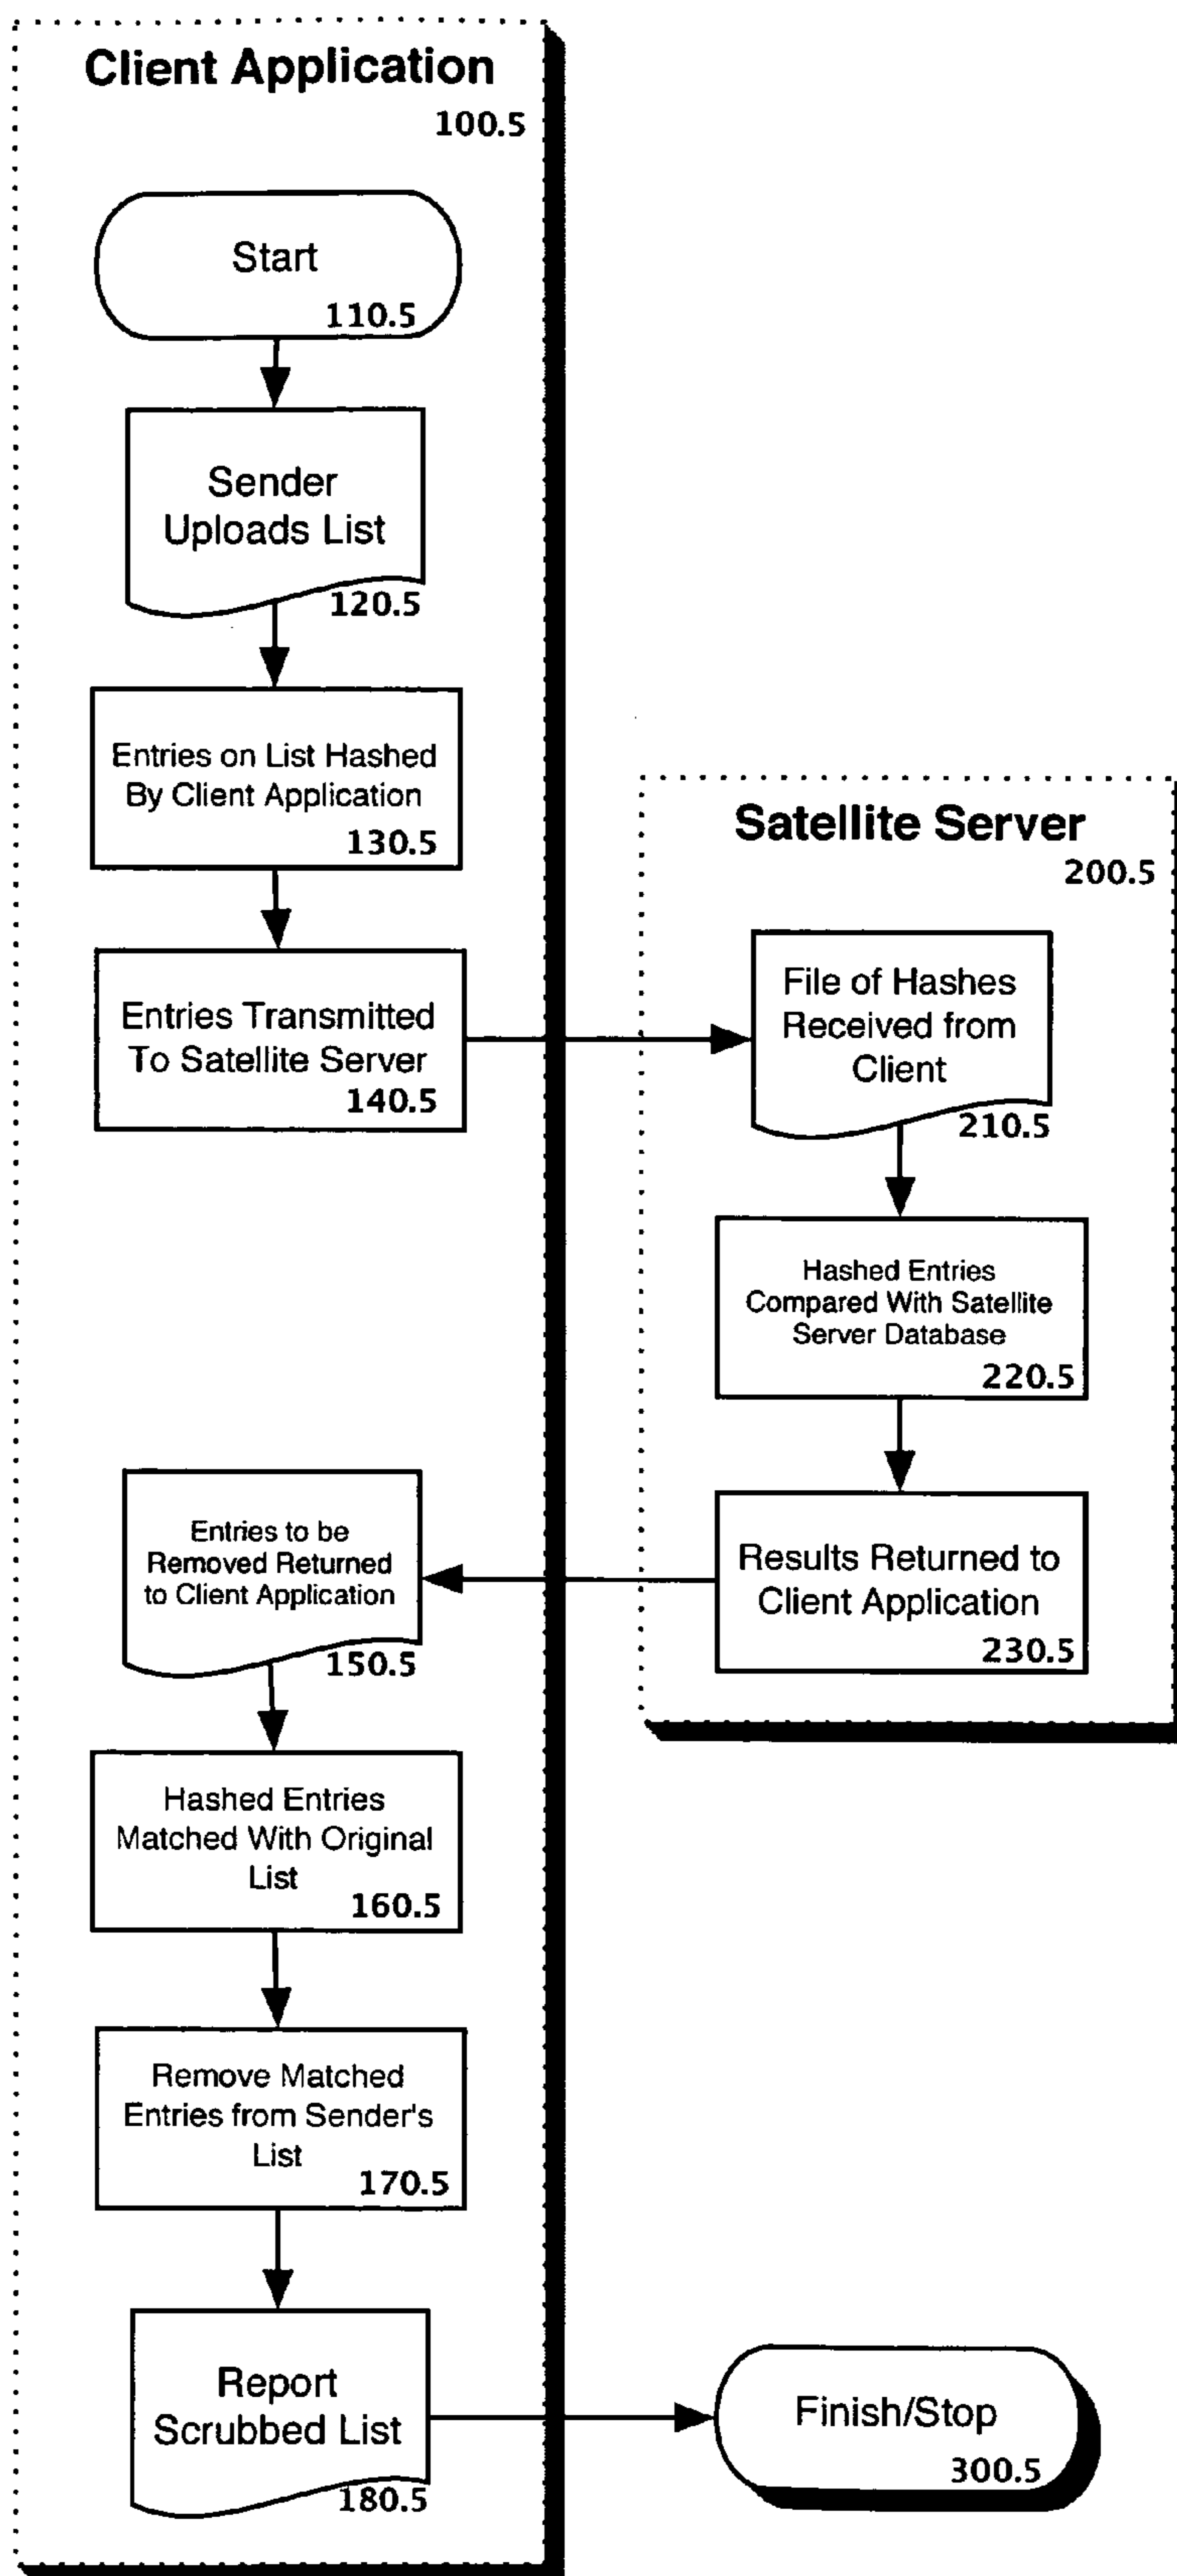 Client Application
100.5
Start
110.5
Sender
Uploads List
120.5
Entries on List Hashed
By Client Application
130.5
Entries Transmitted
To Satellite Server
140.5
Satellite Server
200.5
File of Hashes
Received from
Client
210.5
Hashed Entries
Compared With Satellite
Server Database
220.5
Results Returned to
Client Application
230.5
Entries to be
Removed Returned
to Client Application
150.5
Hashed Entries
Matched With Original
List
160.5
Remove Matched
Entries from Sender's
List
170.5
Report
Scrubbed List
180.5
Finish/Stop
300.5